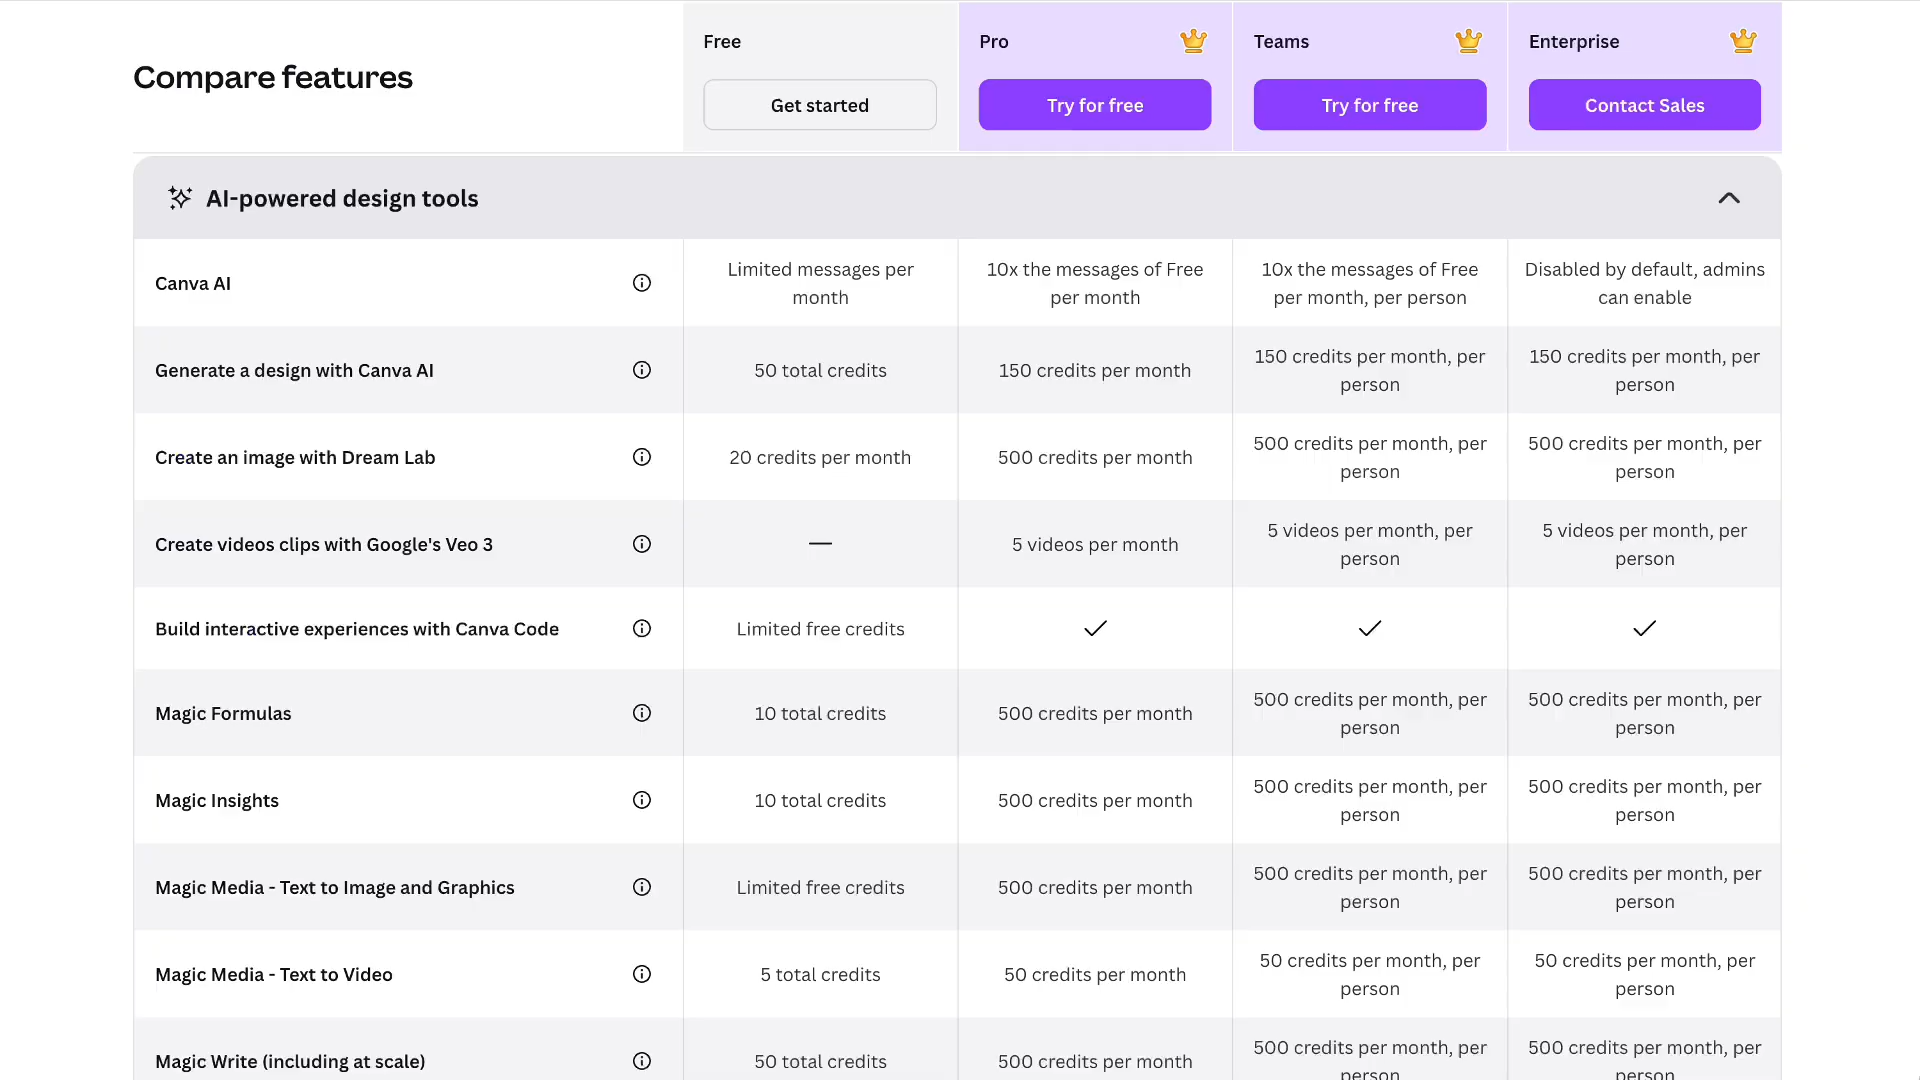 Compare features
Free
Pro
Teams
Enterprise
Get started
Try for free
Try for free
Contact Sales
AI-powered design tools
Canva AI
Limited messages per
month
10x the messages of Free
per month
10x the messages of Free
per month, per person
Disabled by default, admins
can enable
Generate a design with Canva AI
50 total credits
150 credits per month
150 credits per month, per
person
150 credits per month, per
person
Create an image with Dream Lab
20 credits per month
500 credits per month
500 credits per month, per
person
500 credits per month, per
person
Create videos clips with Google's Veo 3
—
5 videos per month
5 videos per month, per
person
5 videos per month, per
person
Build interactive experiences with Canva Code
Limited free credits
Magic Formulas
10 total credits
500 credits per month
500 credits per month, per
person
500 credits per month, per
person
Magic Insights
10 total credits
500 credits per month
500 credits per month, per
person
500 credits per month, per
person
Magic Media - Text to Image and Graphics
Limited free credits
500 credits per month
500 credits per month, per
person
500 credits per month, per
person
Magic Media - Text to Video
5 total credits
50 credits per month
50 credits per month, per
person
50 credits per month, per
person
Magic Write (including at scale)
50 total credits
500 credits per month
500 credits per month, per
person
500 credits per month, per
person